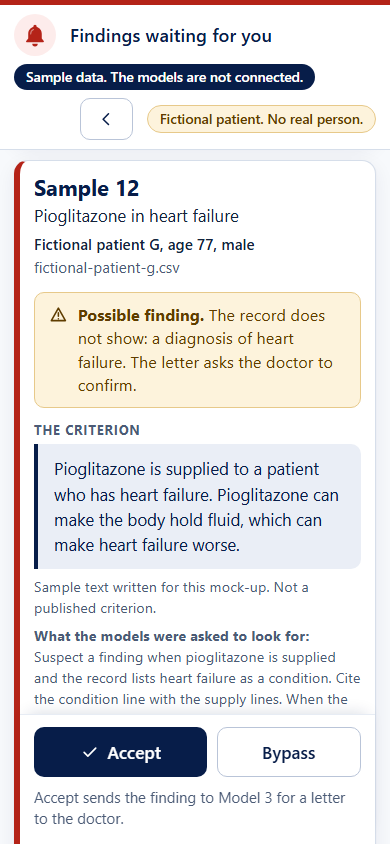 Findings waiting for you
Sample data. The models are not connected.
Fictional patient. No real person.
Sample 12
Pioglitazone in heart failure
Fictional patient G, age 77, male
fictional-patient-g.csv
Possible finding. The record does
not show: a diagnosis of heart
failure. The letter asks the doctor to
confirm.
THE CRITERION
Pioglitazone is supplied to a patient
who has heart failure. Pioglitazone can
make the body hold fluid, which can
make heart failure worse.
Sample text written for this mock-up. Not a
published criterion.
What the models were asked to look for:
Suspect a finding when pioglitazone is supplied
and the record lists heart failure as a condition. Cite
the condition line with the supply lines. When the
Accept
Bypass
Accept sends the finding to Model 3 for a letter
to the doctor.